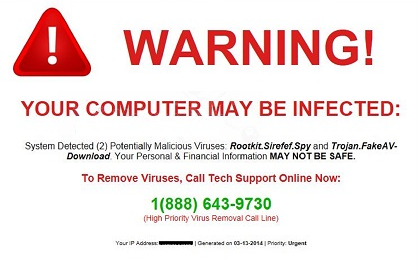 WARNING!
YOUR COMPUTER MAY BE INFECTED:
System Detected (2) Potentially Malicious Viruses: Rootkit.Sirefef.Spy and Trojan.FakeAV-
Download. Your Personal & Financial Information MAY NOT BE SAFE.
To Remove Viruses, Call Tech Support Online Now:
1(888) 643-9730
(High Priority Virus Removal Call Line)
Your IP Address: | Generated on 03-13-2014 | Priority: Urgent